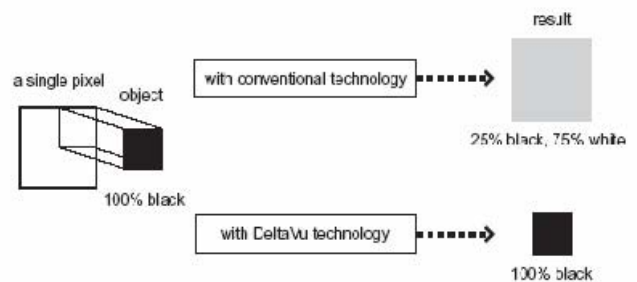 result
a single pixel
object
with conventional technology
25% black, 75% white
100% black
with DeltaVu technology
100% black